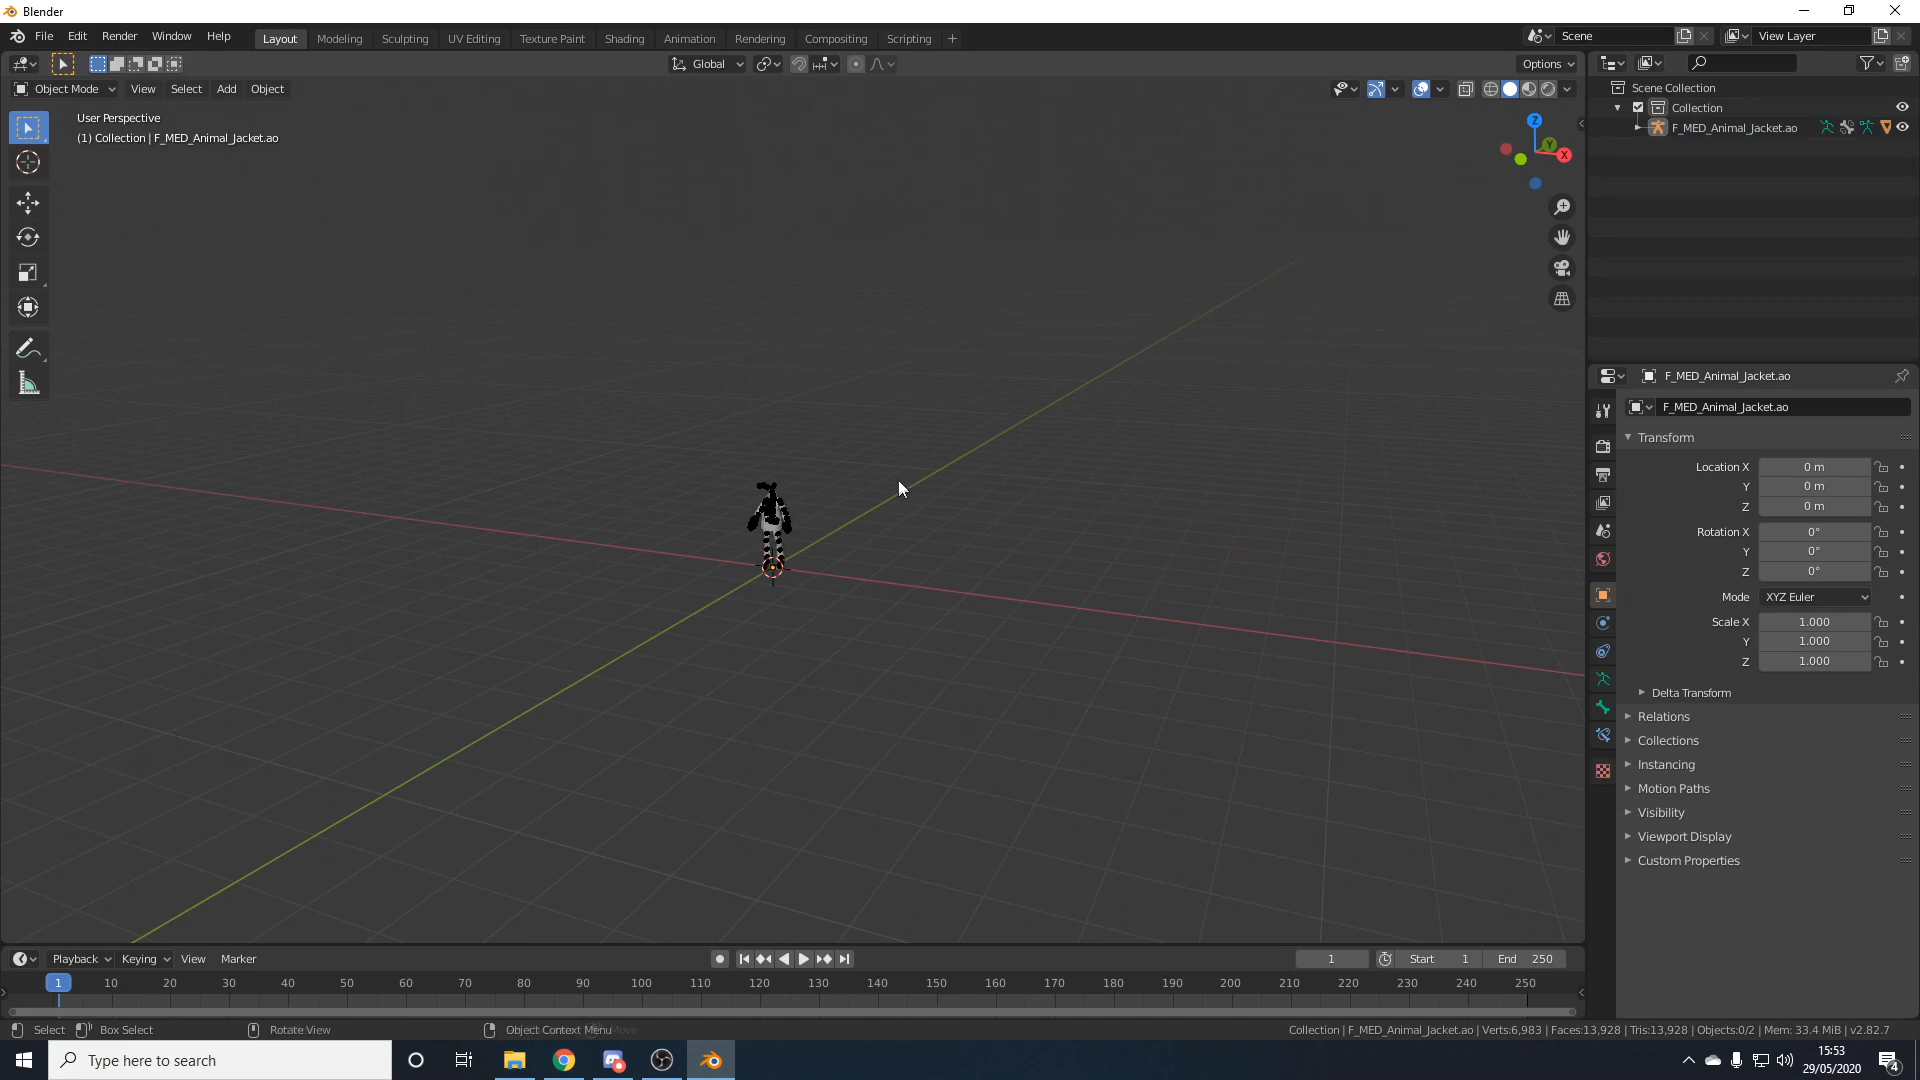 Blender
File Edit Render Window Help
Layout Modeling Sculpting UV Editing Texture Paint Shading Animation Rendering Compositing Scripting +
Scene
View Layer
Global
Options
Object Mode View Select Add Object
User Perspective
(1) Collection | F_MED_Animal_Jacket.ao
Z
Y
X
Scene Collection
Collection
F_MED_Animal_Jacket.ao
F_MED_Animal_Jacket.ao
F_MED_Animal_Jacket.ao
Transform
Location X 0 m
Y 0 m
Z 0 m
Rotation X 0°
Y 0°
Z 0°
Mode XYZ Euler
Scale X 1.000
Y 1.000
Z 1.000
Delta Transform
Relations
Collections
Instancing
Motion Paths
Visibility
Viewport Display
Custom Properties
Playback Keying View Marker
1 Start 1 End 250
1 10 20 30 40 50 60 70 80 90 100 110 120 130 140 150 160 170 180 190 200 210 220 230 240 250
Select Box Select Rotate View Object Context Menu Move
Collection | F_MED_Animal_Jacket.ao | Verts:6,983 | Faces:13,928 | Tris:13,928 | Objects:0/2 | Mem: 33.4 MiB | v2.82.7
Type here to search
15:53
29/05/2020
4